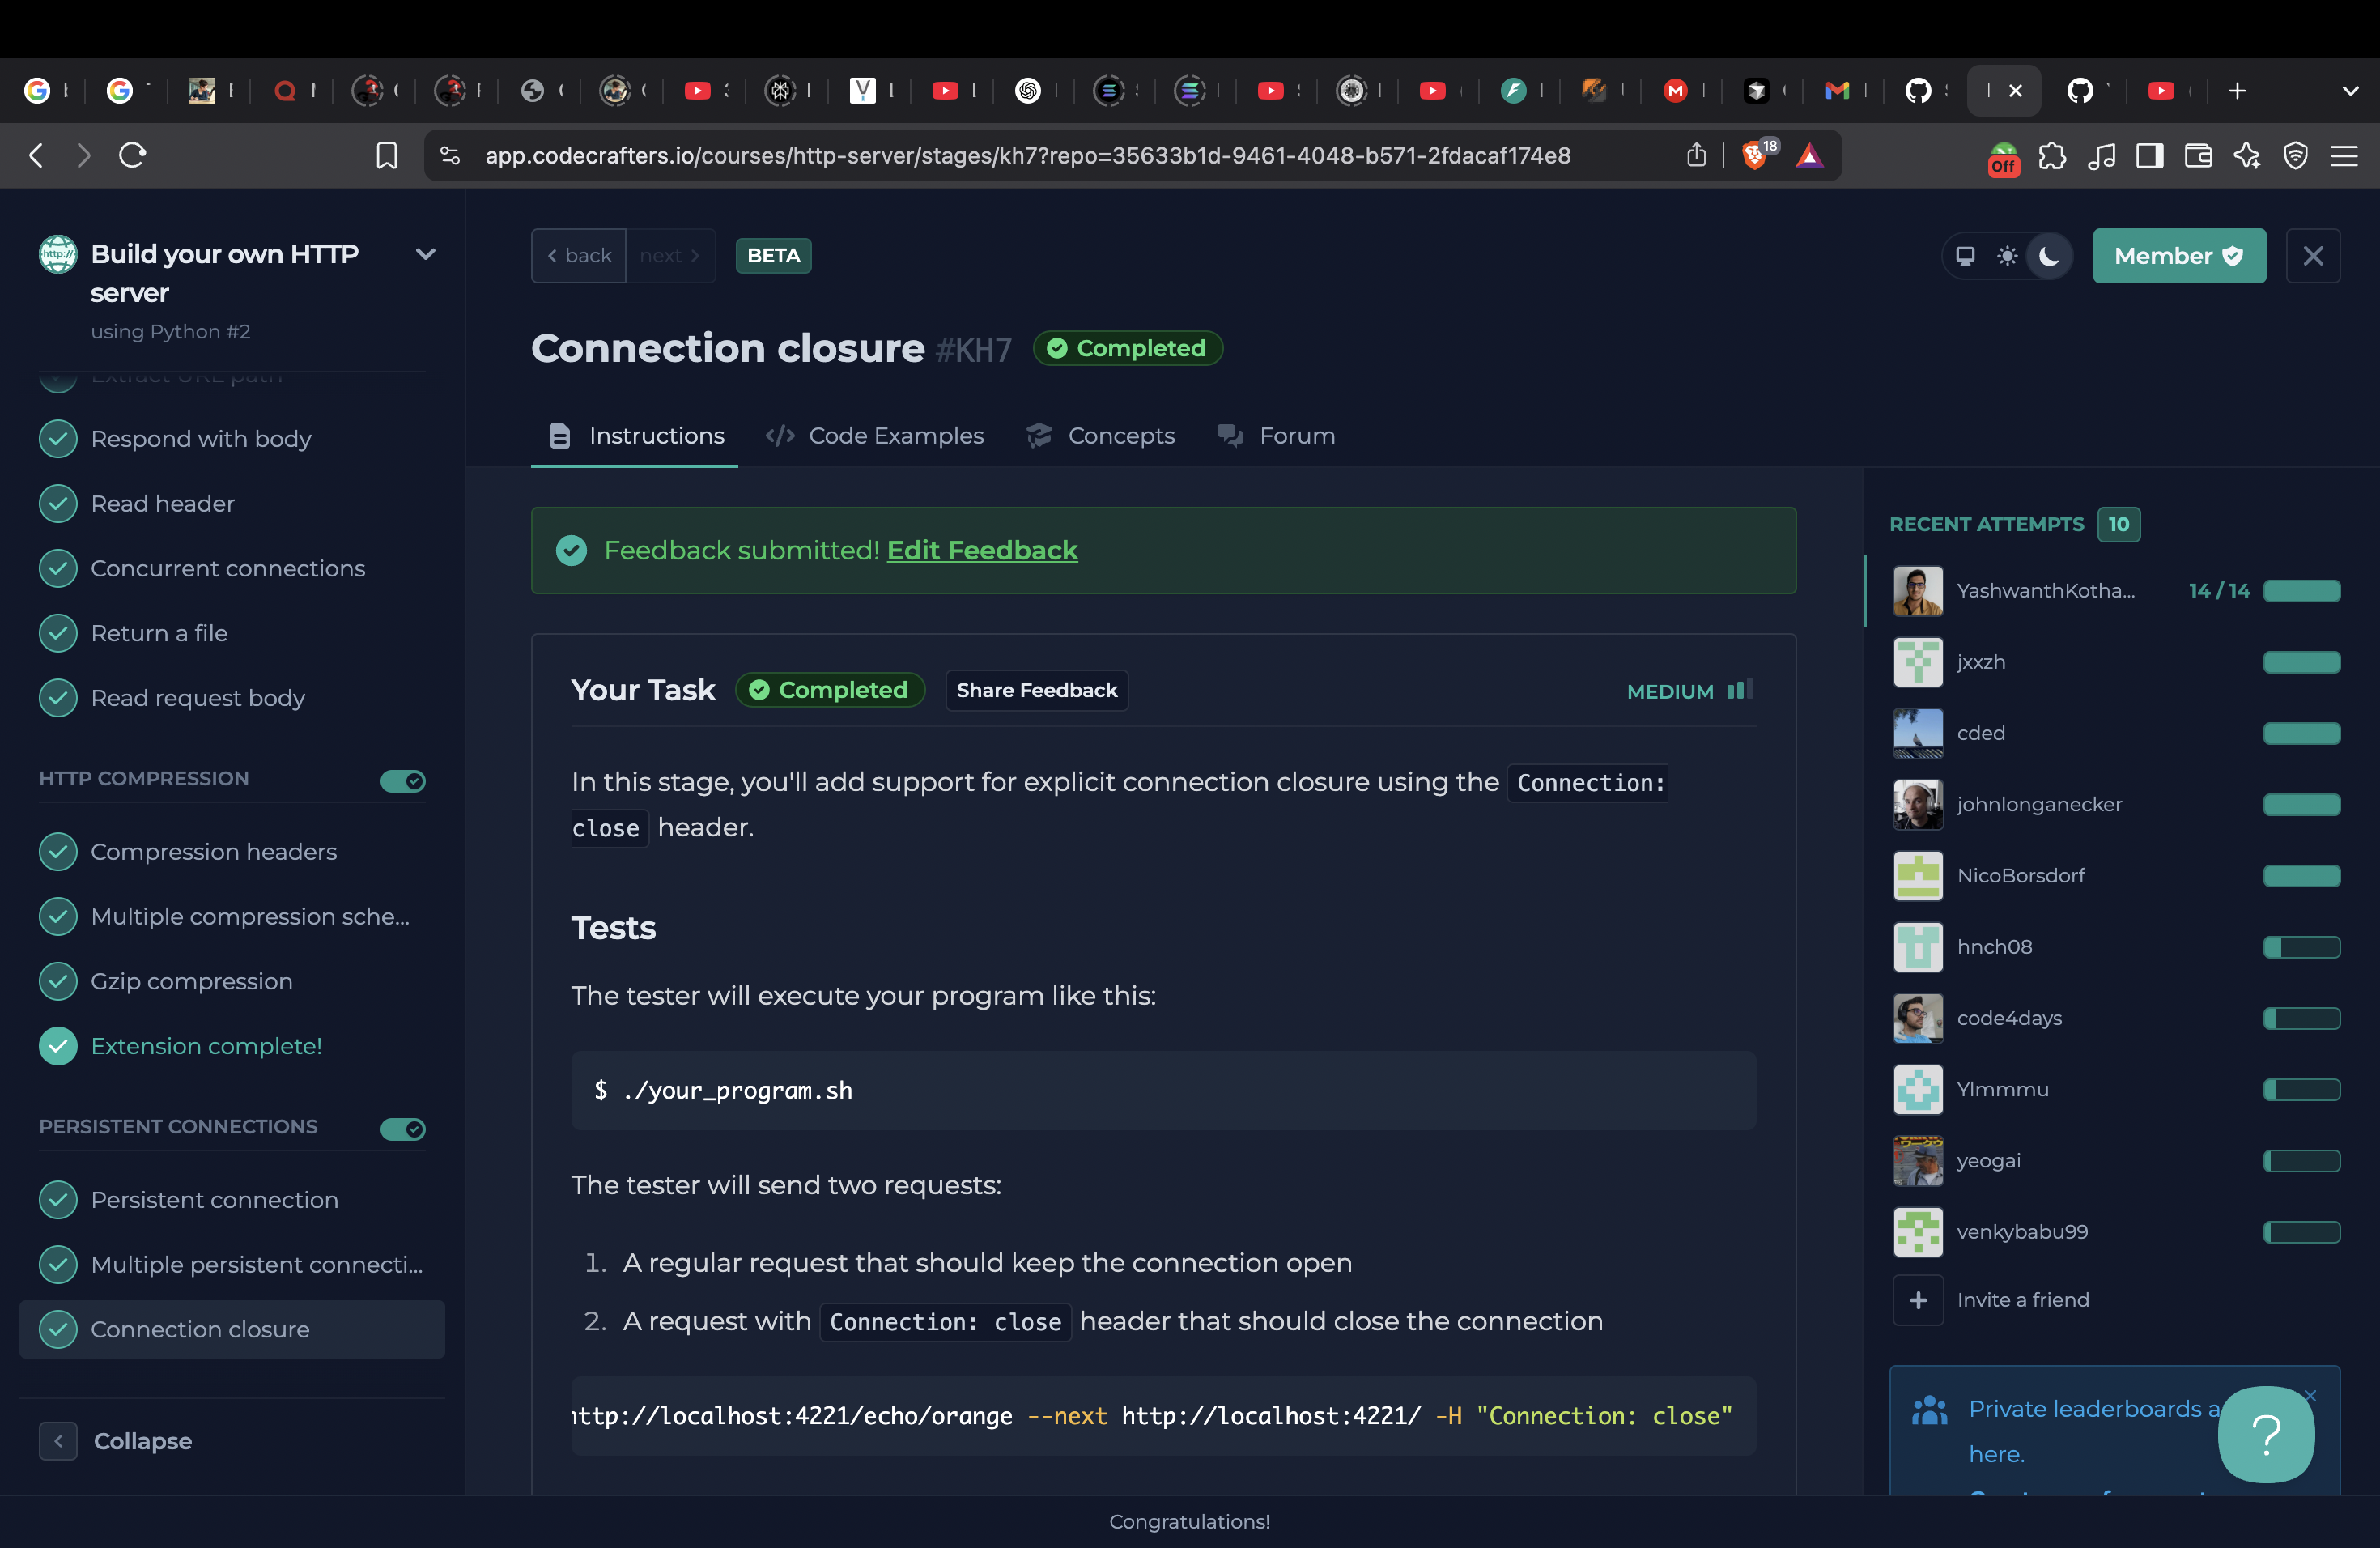 app.codecrafters.io/courses/http-server/stages/kh7?repo=35633b1d-9461-4048-b571-2fdacaf174e8
18
Off
Build your own HTTP
server
using Python #2
Extract URL path
Respond with body
Read header
Concurrent connections
Return a file
Read request body
HTTP COMPRESSION
Compression headers
Multiple compression sche...
Gzip compression
Extension complete!
PERSISTENT CONNECTIONS
Persistent connection
Multiple persistent connecti...
Connection closure
Collapse
back
next
BETA
Member
Connection closure #KH7
Completed
Instructions
Code Examples
Concepts
Forum
Feedback submitted! Edit Feedback
Your Task
Completed
Share Feedback
MEDIUM
In this stage, you'll add support for explicit connection closure using the Connection:
close header.
Tests
The tester will execute your program like this:
$ ./your_program.sh
The tester will send two requests:
1. A regular request that should keep the connection open
2. A request with Connection: close header that should close the connection
http://localhost:4221/echo/orange --next http://localhost:4221/ -H "Connection: close"
RECENT ATTEMPTS 10
YashwanthKotha... 14 / 14
jxxzh
cded
johnlonganecker
NicoBorsdorf
hnch08
code4days
Ylmmmu
yeogai
venkybabu99
Invite a friend
Private leaderboards a
here.
?
Congratulations!